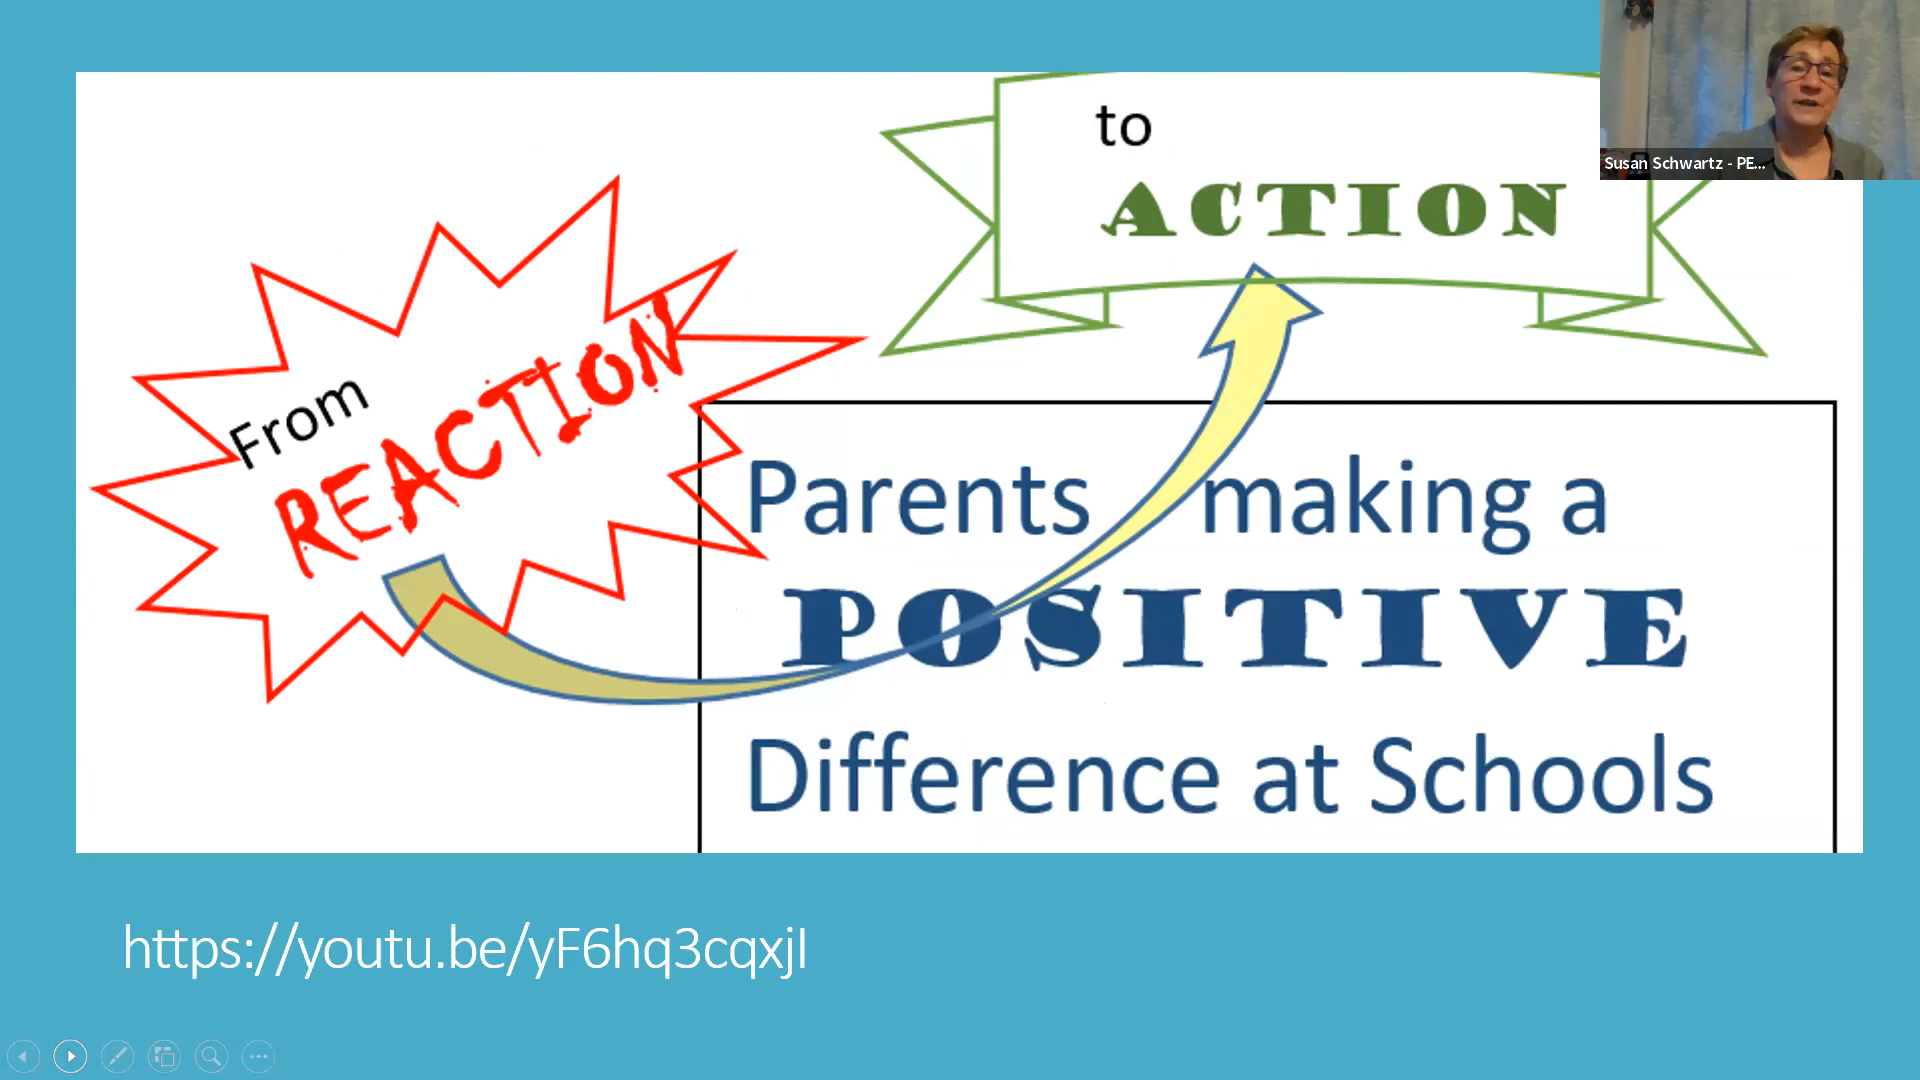 to
ACTION
Susan Schwartz - PE...
From
REACTION
Parents making a
POSITIVE
Difference at Schools
https://youtu.be/yF6hq3cqxjI